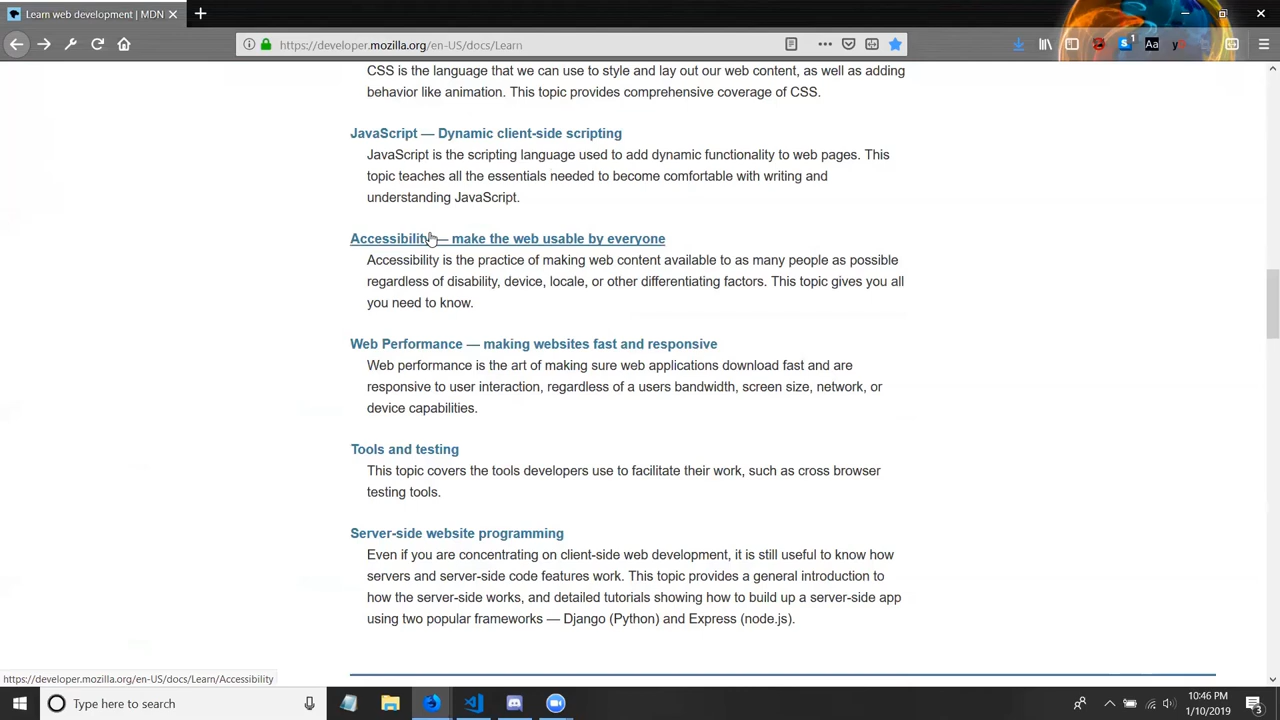 Learn web development | MDN
https://developer.mozilla.org/en-US/docs/Learn
1
Aa
CSS is the language that we can use to style and lay out our web content, as well as adding
behavior like animation. This topic provides comprehensive coverage of CSS.
JavaScript — Dynamic client-side scripting
JavaScript is the scripting language used to add dynamic functionality to web pages. This
topic teaches all the essentials needed to become comfortable with writing and
understanding JavaScript.
Accessibility — make the web usable by everyone
Accessibility is the practice of making web content available to as many people as possible
regardless of disability, device, locale, or other differentiating factors. This topic gives you all
you need to know.
Web Performance — making websites fast and responsive
Web performance is the art of making sure web applications download fast and are
responsive to user interaction, regardless of a users bandwidth, screen size, network, or
device capabilities.
Tools and testing
This topic covers the tools developers use to facilitate their work, such as cross browser
testing tools.
Server-side website programming
Even if you are concentrating on client-side web development, it is still useful to know how
servers and server-side code features work. This topic provides a general introduction to
how the server-side works, and detailed tutorials showing how to build up a server-side app
using two popular frameworks — Django (Python) and Express (node.js).
https://developer.mozilla.org/en-US/docs/Learn/Accessibility
Type here to search
10:46 PM
1/10/2019
3